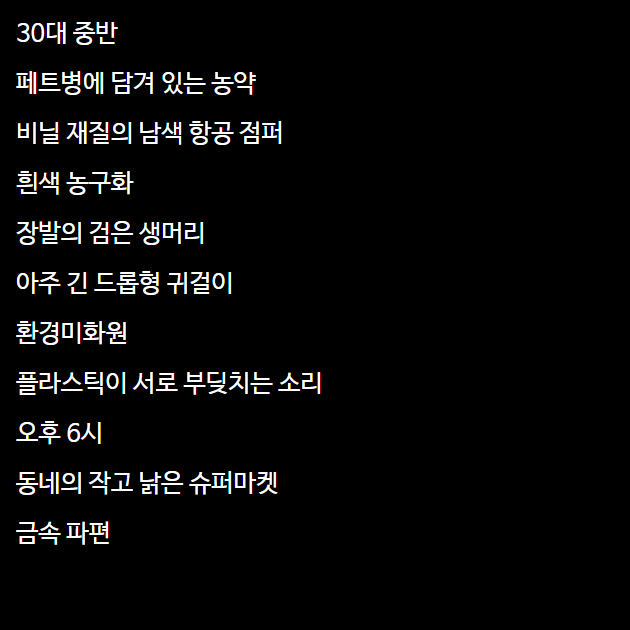 30대 중반
페트병에 담겨 있는 농약
비닐 재질의 남색 항공 점퍼
흰색 농구화
장발의 검은 생머리
아주 긴 드롭형 귀걸이
환경미화원
플라스틱이 서로 부딪치는 소리
오후 6시
동네의 작고 낡은 슈퍼마켓
금속 파편